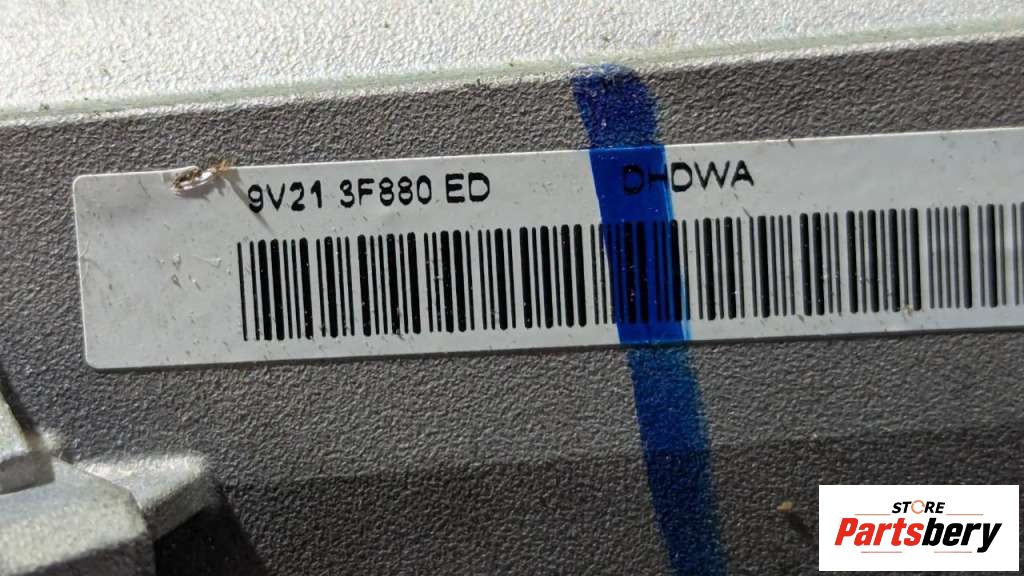 9V21 3F880 ED DHDWA
STORE
Partsbery